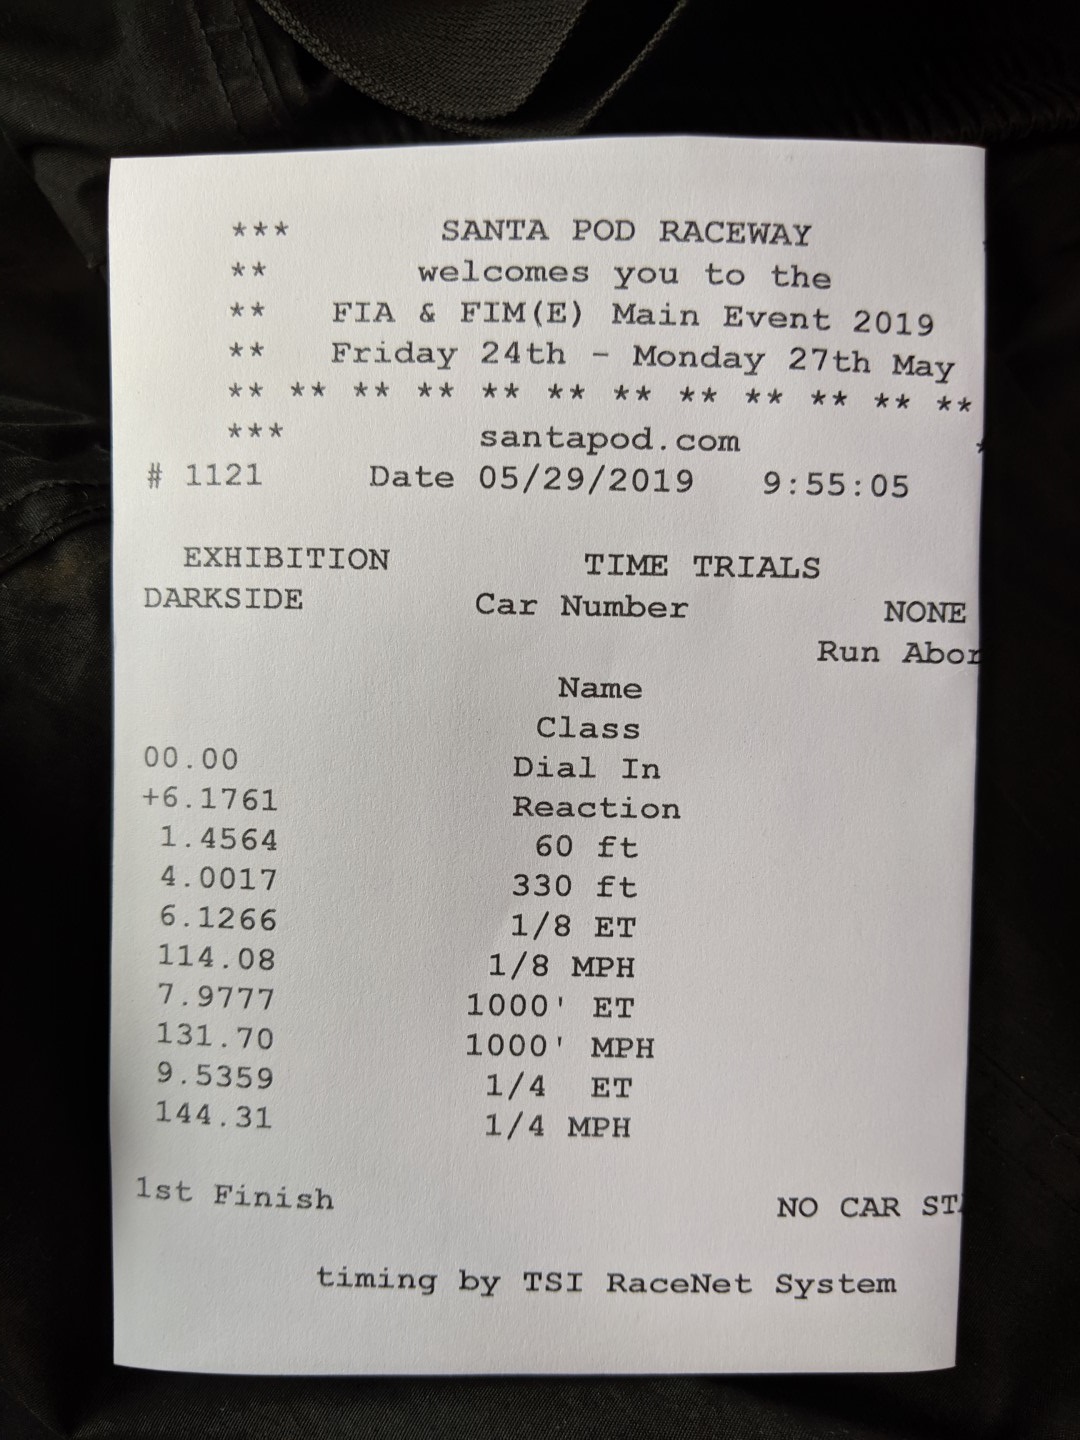 *** SANTA POD RACEWAY
** welcomes you to the
** FIA & FIM(E) Main Event 2019
** Friday 24th - Monday 27th May
** ** ** ** ** ** ** ** ** ** ** **
*** santapod.com
# 1121 Date 05/29/2019 9:55:05
EXHIBITION TIME TRIALS
DARKSIDE Car Number NONE
Run Abor
Name
Class
00.00 Dial In
+6.1761 Reaction
1.4564 60 ft
4.0017 330 ft
6.1266 1/8 ET
114.08 1/8 MPH
7.9777 1000' ET
131.70 1000' MPH
9.5359 1/4 ET
144.31 1/4 MPH
1st Finish NO CAR STA
timing by TSI RaceNet System